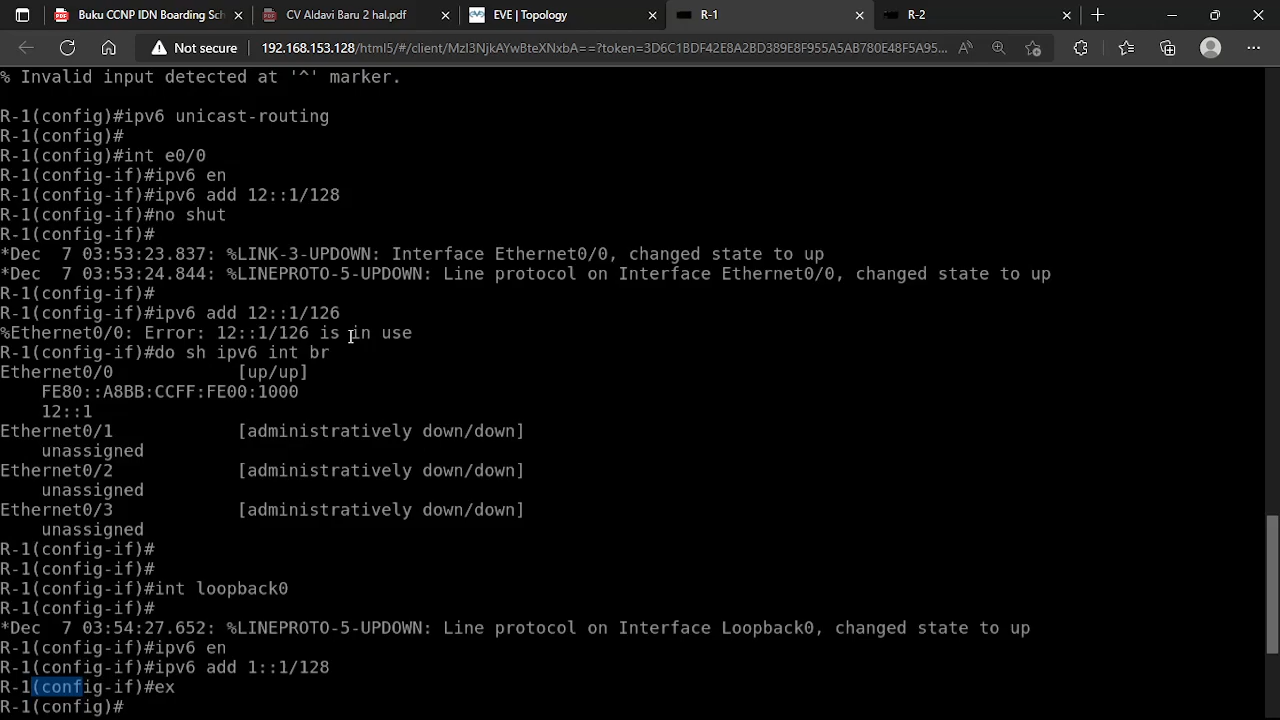 Buku CCNP IDN Boarding Sch
CV Aldavi Baru 2 hal.pdf
EVE | Topology
R-1
R-2
Not secure
192.168.153.128/html5/#/client/MzI3NjkAYwBteXNxbA==?token=3D6C1BDF42E8A2BD389E8F955A5AB780E48F5A95...
% Invalid input detected at '^' marker.
R-1(config)#ipv6 unicast-routing
R-1(config)#
R-1(config)#int e0/0
R-1(config-if)#ipv6 en
R-1(config-if)#ipv6 add 12::1/128
R-1(config-if)#no shut
R-1(config-if)#
*Dec  7 03:53:23.837: %LINK-3-UPDOWN: Interface Ethernet0/0, changed state to up
*Dec  7 03:53:24.844: %LINEPROTO-5-UPDOWN: Line protocol on Interface Ethernet0/0, changed state to up
R-1(config-if)#
R-1(config-if)#ipv6 add 12::1/126
%Ethernet0/0: Error: 12::1/126 is in use
R-1(config-if)#do sh ipv6 int br
Ethernet0/0            [up/up]
    FE80::A8BB:CCFF:FE00:1000
    12::1
Ethernet0/1            [administratively down/down]
    unassigned
Ethernet0/2            [administratively down/down]
    unassigned
Ethernet0/3            [administratively down/down]
    unassigned
R-1(config-if)#
R-1(config-if)#
R-1(config-if)#int loopback0
R-1(config-if)#
*Dec  7 03:54:27.652: %LINEPROTO-5-UPDOWN: Line protocol on Interface Loopback0, changed state to up
R-1(config-if)#ipv6 en
R-1(config-if)#ipv6 add 1::1/128
R-1(config-if)#ex
R-1(config)#